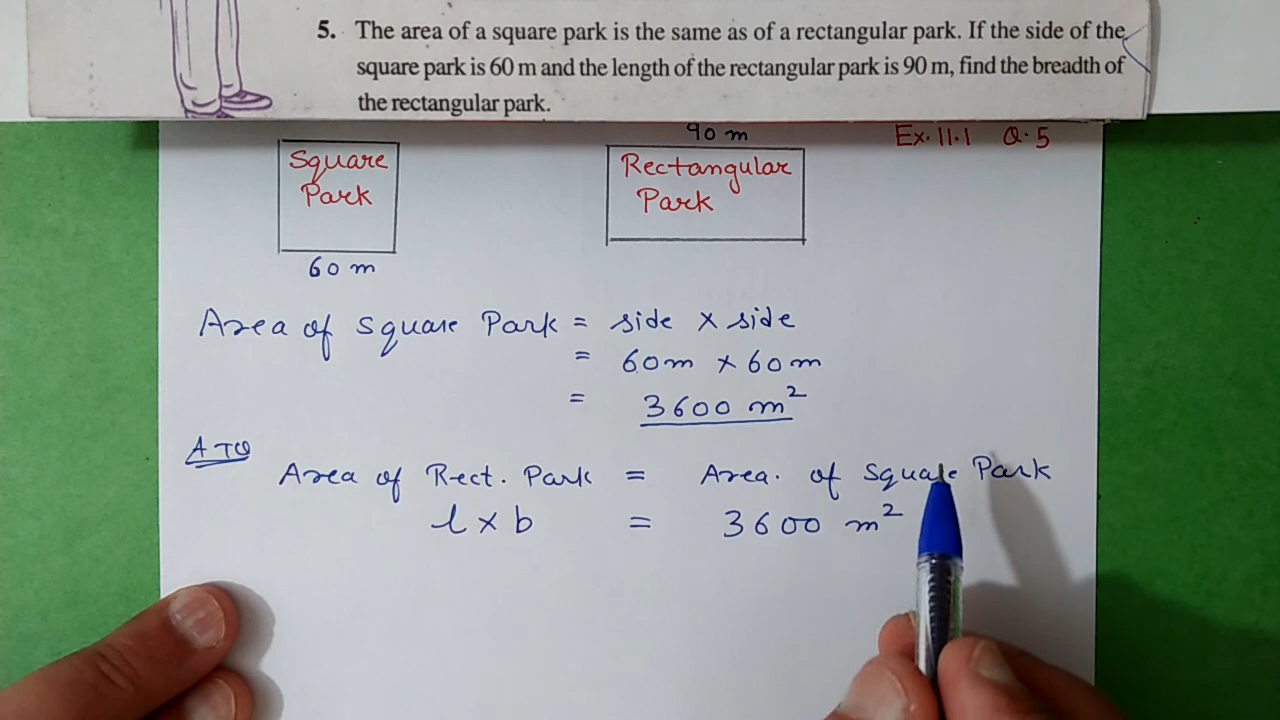 5. The area of a square park is the same as of a rectangular park. If the side of the
square park is 60 m and the length of the rectangular park is 90 m, find the breadth of
the rectangular park.
90 m
Ex. 11.1 Q. 5
Square
Park
Rectangular
Park
60 m
Area of Square Park = side × side
= 60m × 60 m
= 3600 m²
ATQ
Area of Rect. Park = Area. of Square Park
l × b = 3600 m²